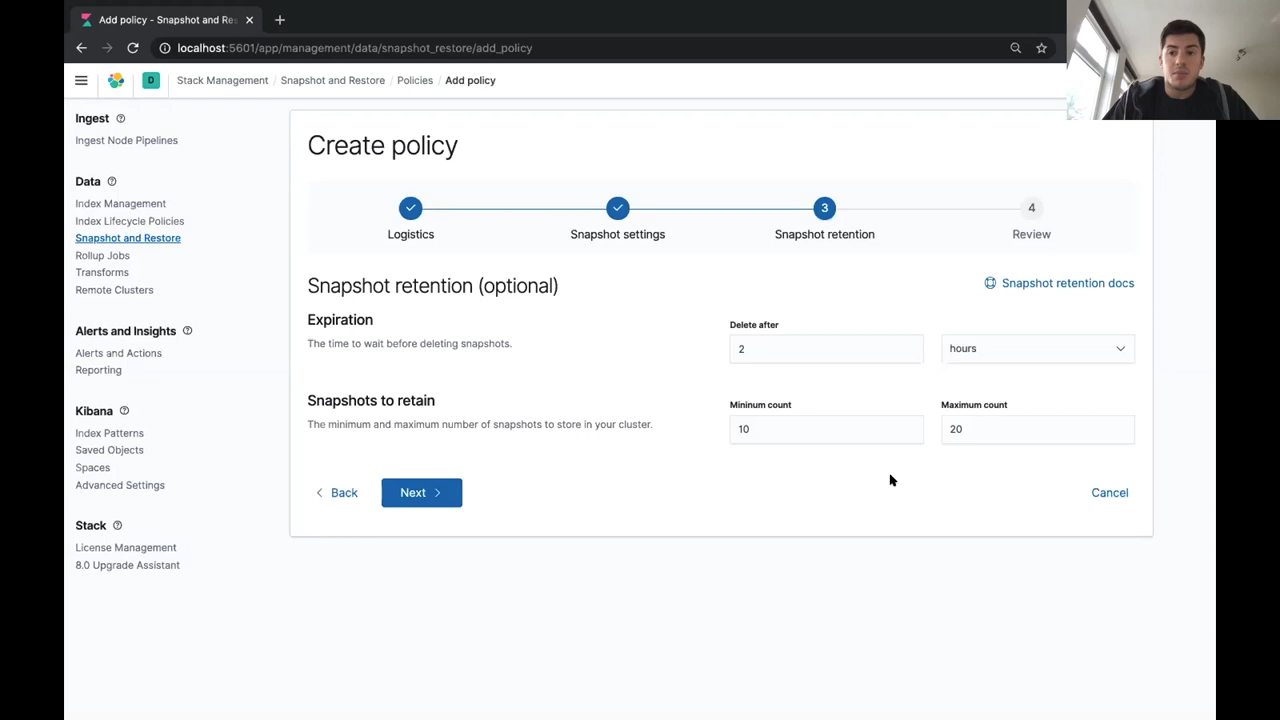 Add policy - Snapshot and Res
localhost:5601/app/management/data/snapshot_restore/add_policy
D
Stack Management / Snapshot and Restore / Policies / Add policy
Ingest
Ingest Node Pipelines
Data
Index Management
Index Lifecycle Policies
Snapshot and Restore
Rollup Jobs
Transforms
Remote Clusters
Alerts and Insights
Alerts and Actions
Reporting
Kibana
Index Patterns
Saved Objects
Spaces
Advanced Settings
Stack
License Management
8.0 Upgrade Assistant
Create policy
3
4
Logistics
Snapshot settings
Snapshot retention
Review
Snapshot retention (optional)
Snapshot retention docs
Expiration
The time to wait before deleting snapshots.
Delete after
2
hours
Snapshots to retain
The minimum and maximum number of snapshots to store in your cluster.
Minimum count
Maximum count
10
20
Back
Next
Cancel